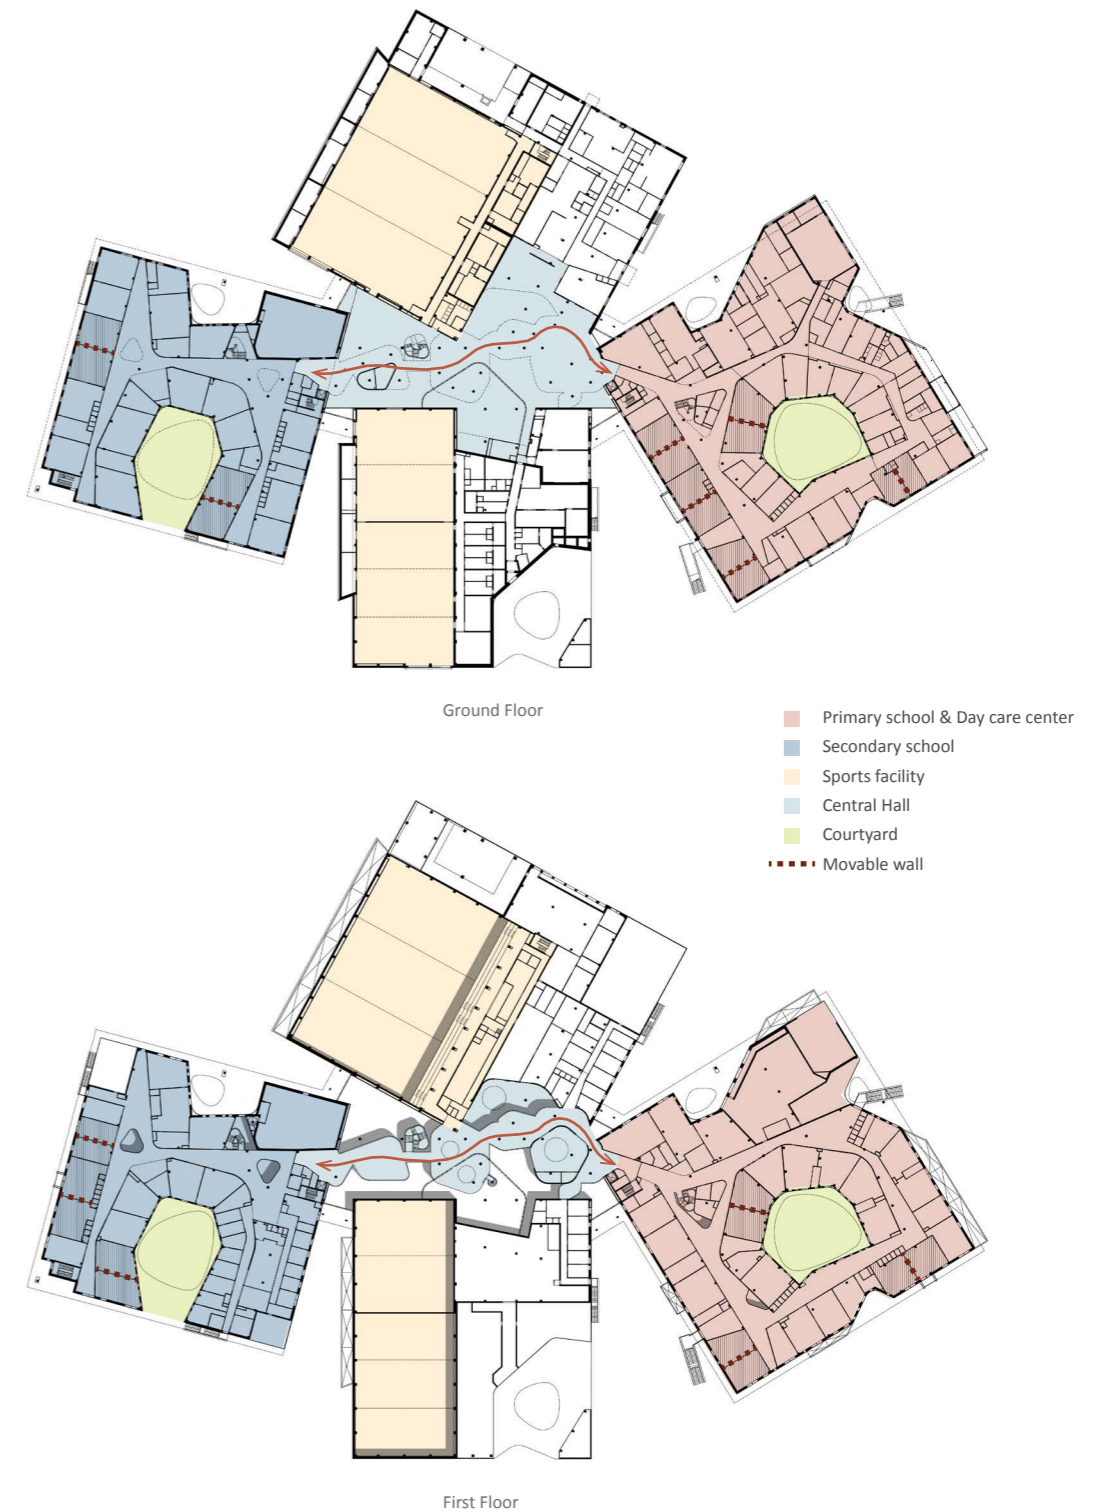 Ground Floor
Primary school & Day care center
Secondary school
Sports facility
Central Hall
Courtyard
Movable wall
First Floor